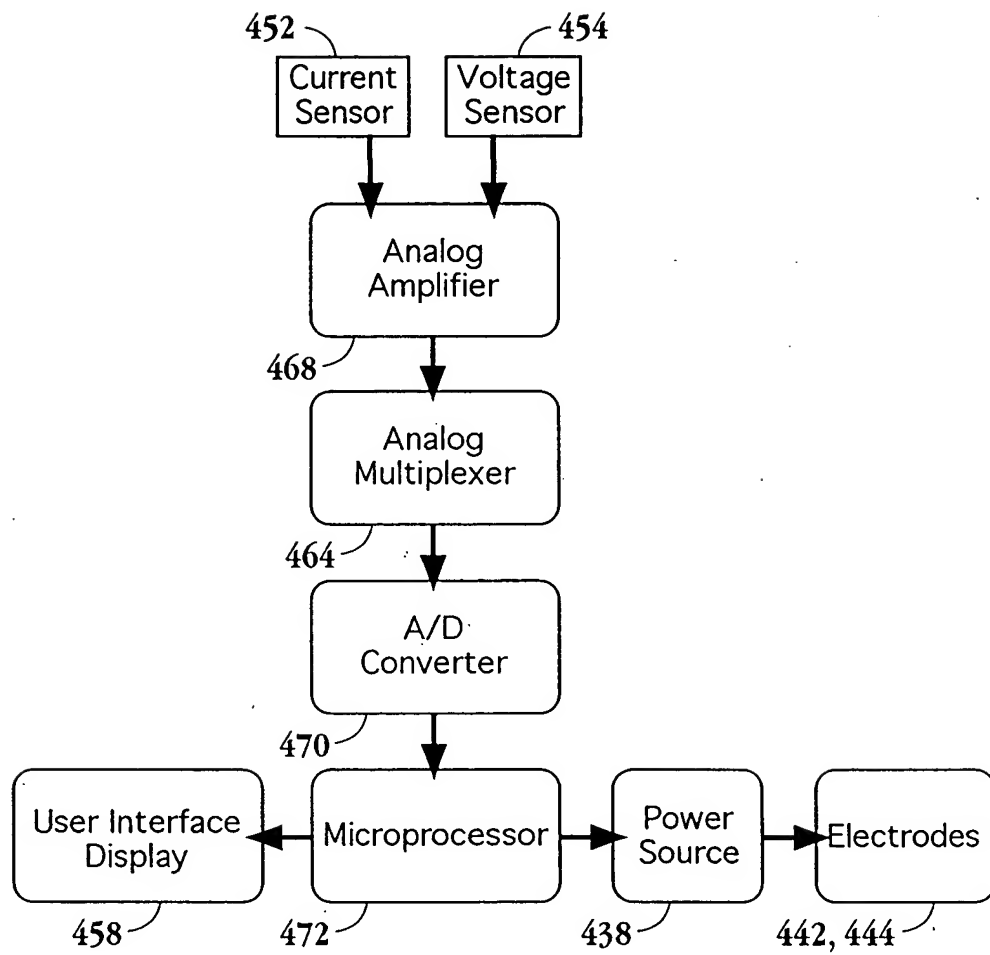 452
454
Current
Sensor
Voltage
Sensor
Analog
Amplifier
468
Analog
Multiplexer
464
A/D
Converter
470
User Interface
Display
Microprocessor
Power
Source
Electrodes
458
472
438
442, 444